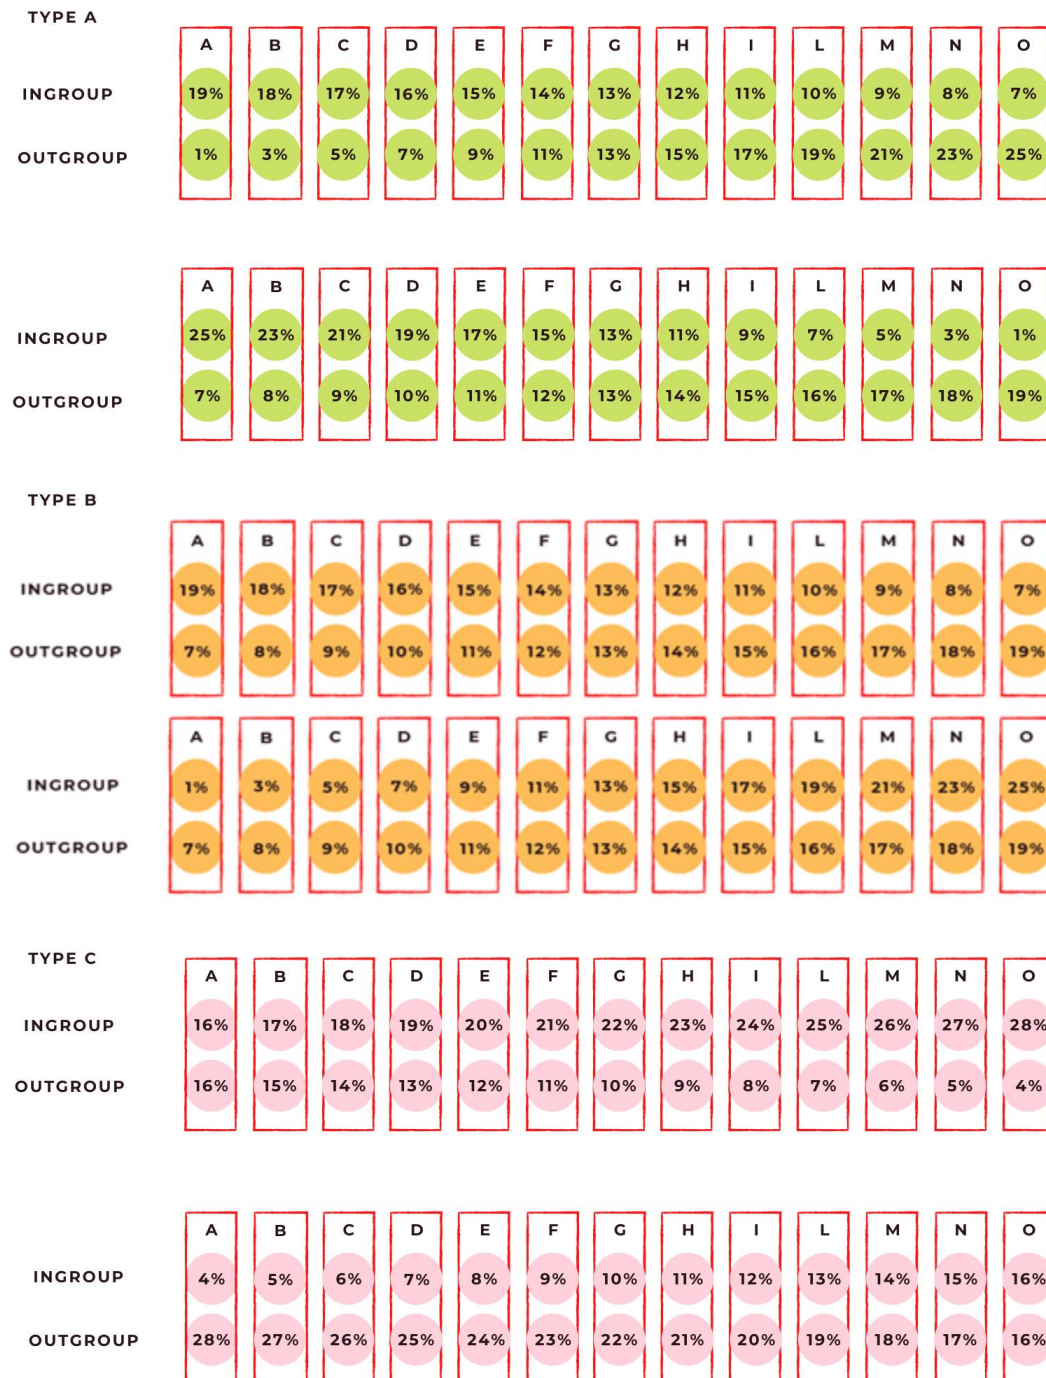 TYPE A
A B C D E F G H I L M N O
INGROUP 19% 18% 17% 16% 15% 14% 13% 12% 11% 10% 9% 8% 7%
OUTGROUP 1% 3% 5% 7% 9% 11% 13% 15% 17% 19% 21% 23% 25%
A B C D E F G H I L M N O
INGROUP 25% 23% 21% 19% 17% 15% 13% 11% 9% 7% 5% 3% 1%
OUTGROUP 7% 8% 9% 10% 11% 12% 13% 14% 15% 16% 17% 18% 19%
TYPE B
A B C D E F G H I L M N O
INGROUP 19% 18% 17% 16% 15% 14% 13% 12% 11% 10% 9% 8% 7%
OUTGROUP 7% 8% 9% 10% 11% 12% 13% 14% 15% 16% 17% 18% 19%
A B C D E F G H I L M N O
INGROUP 1% 3% 5% 7% 9% 11% 13% 15% 17% 19% 21% 23% 25%
OUTGROUP 7% 8% 9% 10% 11% 12% 13% 14% 15% 16% 17% 18% 19%
TYPE C
A B C D E F G H I L M N O
INGROUP 16% 17% 18% 19% 20% 21% 22% 23% 24% 25% 26% 27% 28%
OUTGROUP 16% 15% 14% 13% 12% 11% 10% 9% 8% 7% 6% 5% 4%
A B C D E F G H I L M N O
INGROUP 4% 5% 6% 7% 8% 9% 10% 11% 12% 13% 14% 15% 16%
OUTGROUP 28% 27% 26% 25% 24% 23% 22% 21% 20% 19% 18% 17% 16%